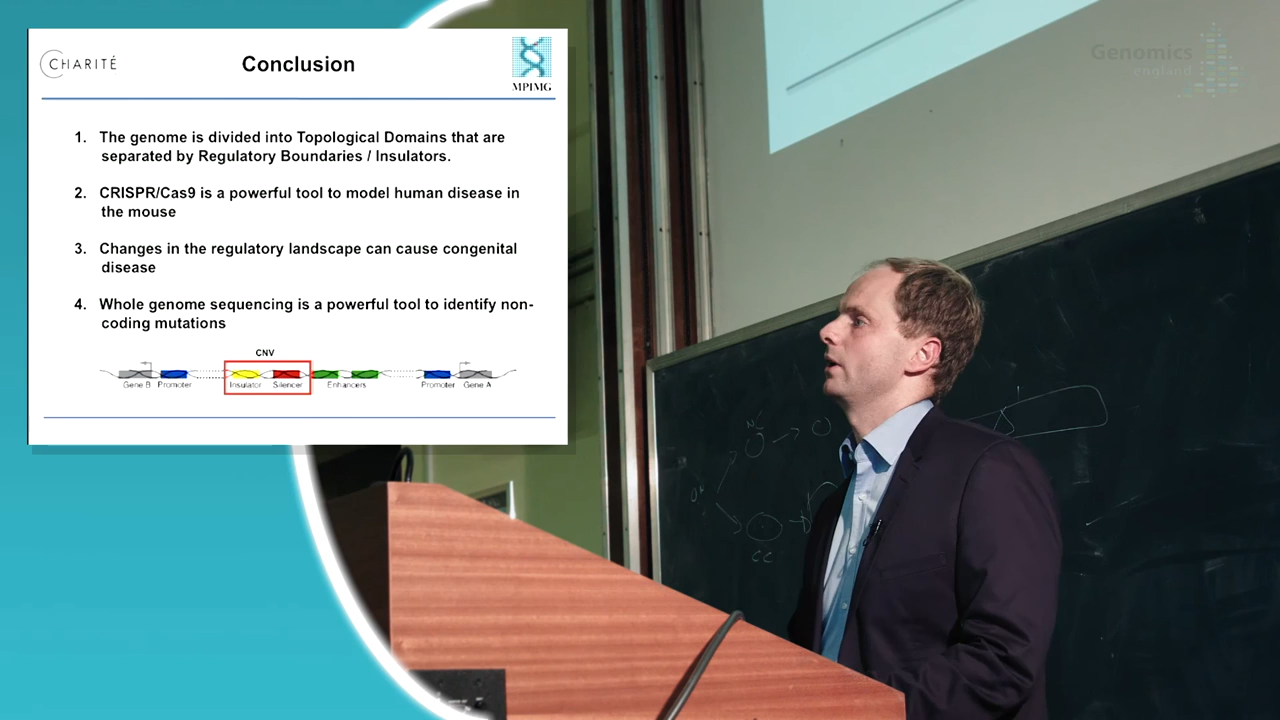 CHARITÉ
Conclusion
MPIMG
1. The genome is divided into Topological Domains that are
separated by Regulatory Boundaries / Insulators.
2. CRISPR/Cas9 is a powerful tool to model human disease in
the mouse
3. Changes in the regulatory landscape can cause congenital
disease
4. Whole genome sequencing is a powerful tool to identify non-
coding mutations
CNV
Gene B Promoter Insulator Silencer Enhancers Promoter Gene A
Genomics
england
CC